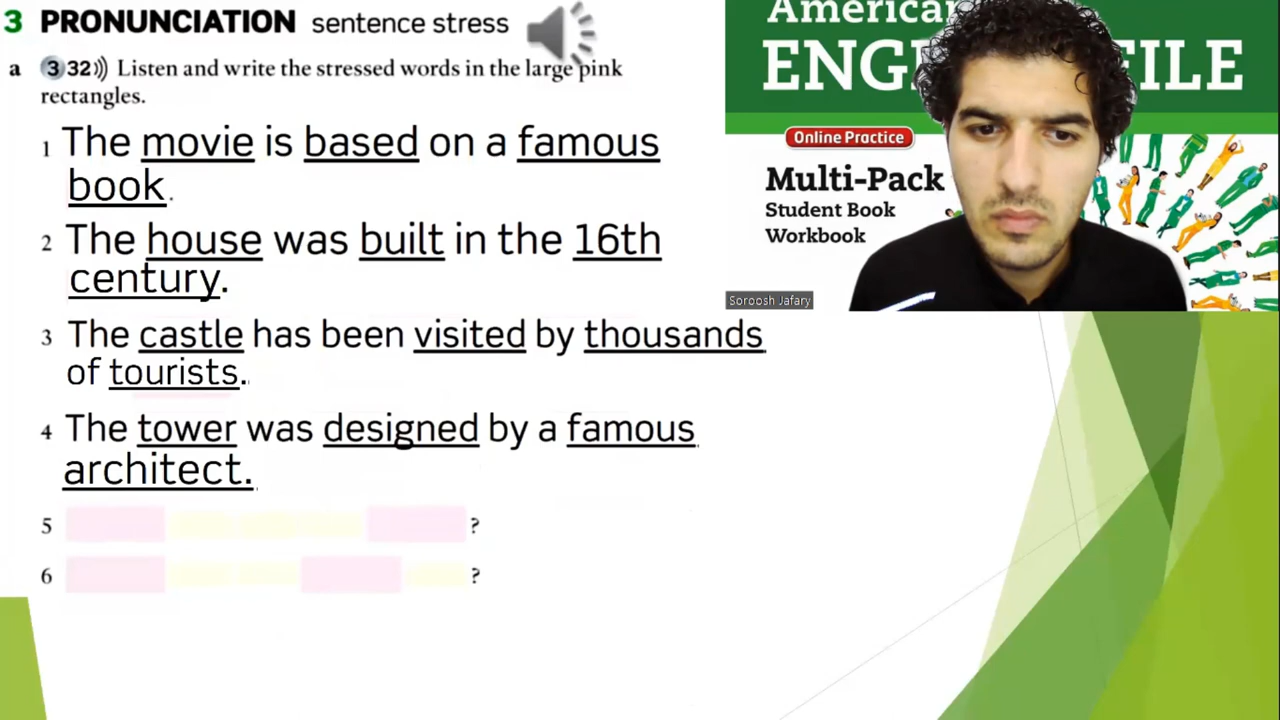 3 PRONUNCIATION sentence stress
a 3 32 Listen and write the stressed words in the large pink
rectangles.
1 The movie is based on a famous
book.
2 The house was built in the 16th
century.
3 The castle has been visited by thousands
of tourists.
4 The tower was designed by a famous
architect.
5 ?
6 ?
American
ENG FILE
Online Practice
Multi-Pack
Student Book
Workbook
Soroosh Jafary